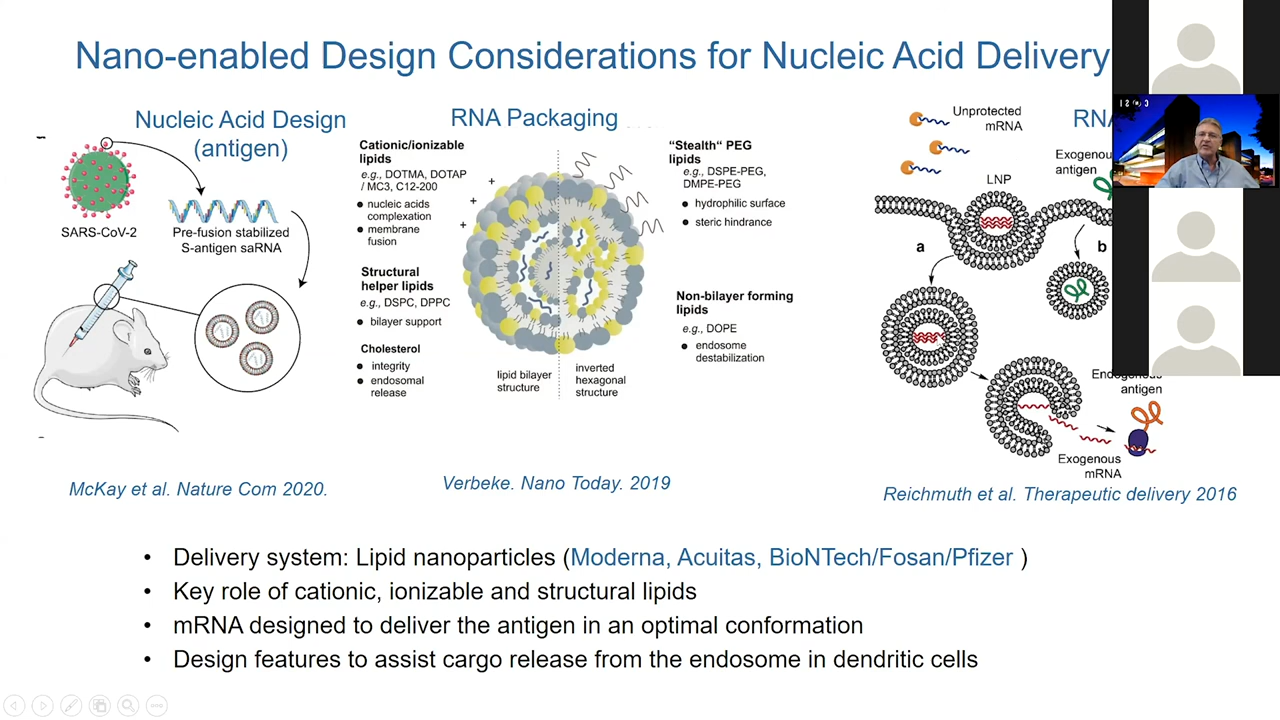 Nano-enabled Design Considerations for Nucleic Acid Delivery
Nucleic Acid Design
(antigen)
SARS-CoV-2
Pre-fusion stabilized
S-antigen saRNA
McKay et al. Nature Com 2020.
RNA Packaging
Cationic/ionizable
lipids
e.g., DOTMA, DOTAP
/ MC3, C12-200
● nucleic acids
complexation
● membrane
fusion
Structural
helper lipids
e.g., DSPC, DPPC
● bilayer support
Cholesterol
● integrity
● endosomal
release
+
+
+
lipid bilayer
structure
inverted
hexagonal
structure
“Stealth“ PEG
lipids
e.g., DSPE-PEG,
DMPE-PEG
● hydrophilic surface
● steric hindrance
Non-bilayer forming
lipids
e.g., DOPE
● endosome
destabilization
Verbeke. Nano Today. 2019
RNA
Unprotected
mRNA
LNP
Exogenou
antigen
a
b
Endogenous
antigen
Exogenous
mRNA
Reichmuth et al. Therapeutic delivery 2016
• Delivery system: Lipid nanoparticles (Moderna, Acuitas, BioNTech/Fosan/Pfizer )
• Key role of cationic, ionizable and structural lipids
• mRNA designed to deliver the antigen in an optimal conformation
• Design features to assist cargo release from the endosome in dendritic cells